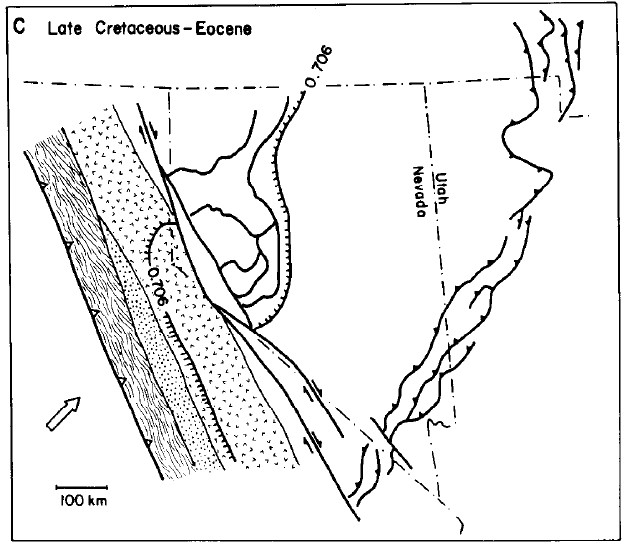 C Late Cretaceous-Eocene
0.706
Utah
Nevada
0.706
100 km